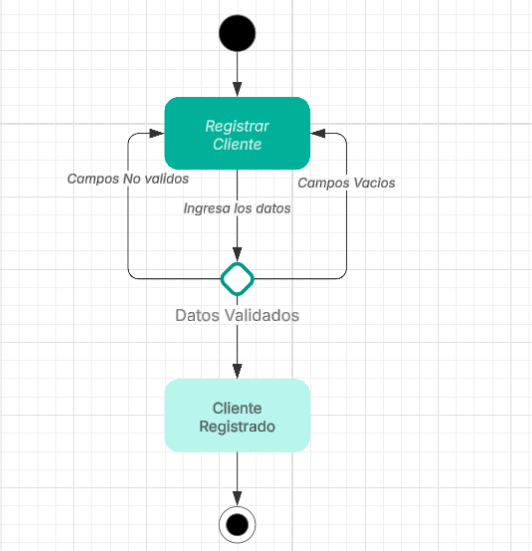 Registrar
Cliente
Campos No validos
Campos Vacios
Ingresa los datos
Datos Validados
Cliente
Registrado